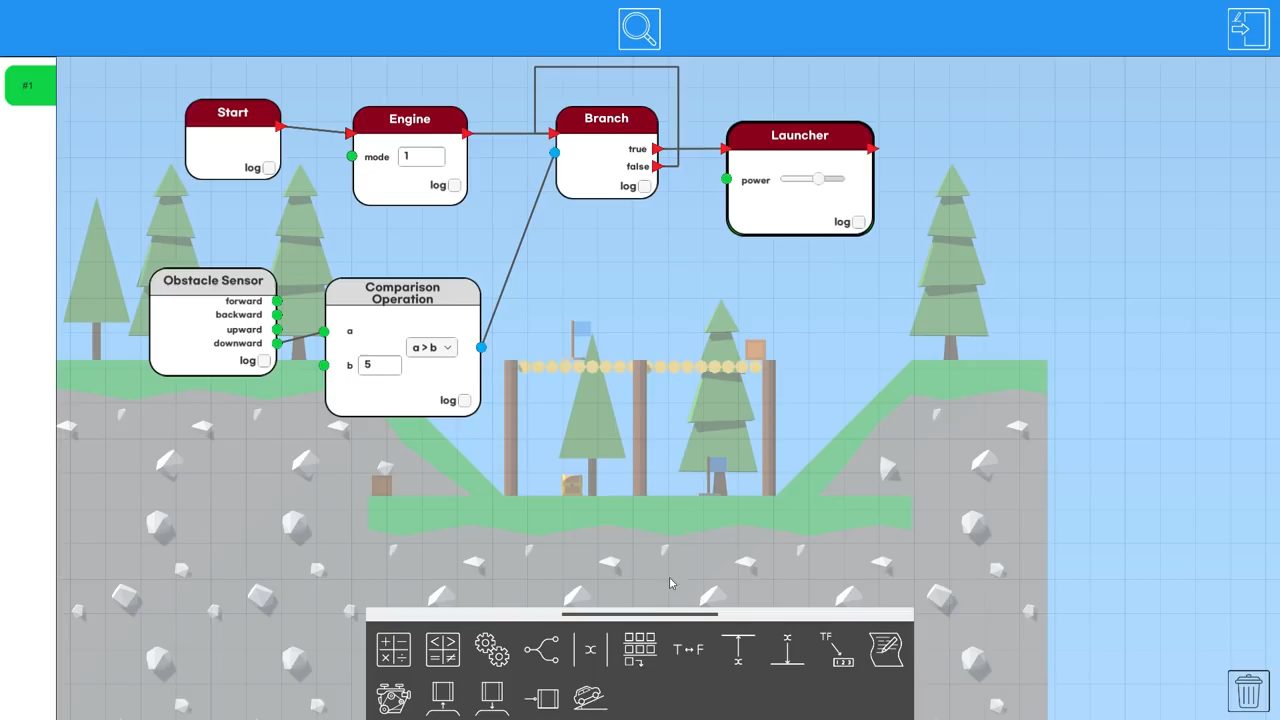 #1
Start
log
Engine
mode 1
log
Branch
true
false
log
Launcher
power
log
Obstacle Sensor
forward
backward
upward
downward
log
Comparison
Operation
a
a > b
b 5
log
x
T↔F
x
x
TF
123